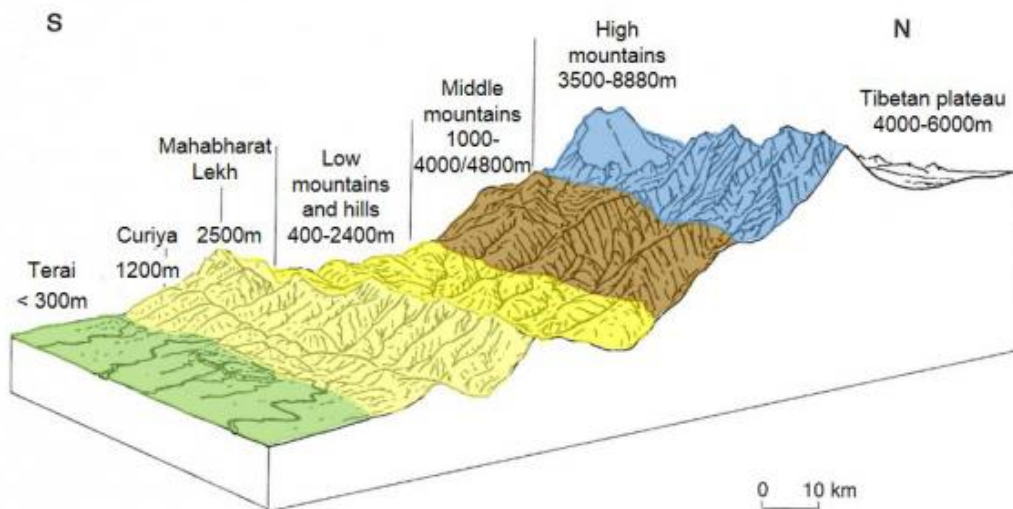 S
N
High
mountains
3500-8880m
Middle
mountains
1000-
4000/4800m
Tibetan plateau
4000-6000m
Mahabharat
Lekh
2500m
Low
mountains
and hills
400-2400m
Curiya
1200m
Terai
< 300m
0 10 km